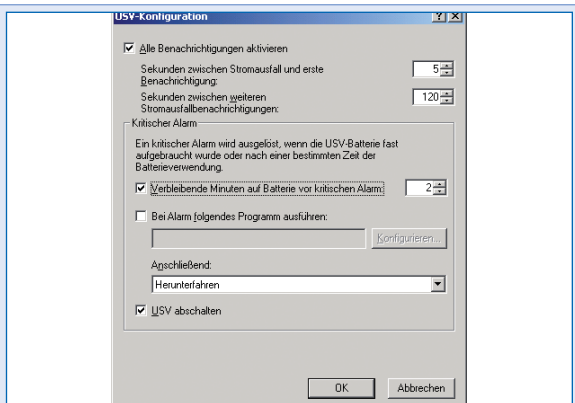 USV-Konfiguration
Alle Benachrichtigungen aktivieren
Sekunden zwischen Stromausfall und erste
Benachrichtigung:
5
Sekunden zwischen weiteren
Stromausfallbenachrichtigungen:
120
Kritischer Alarm
Ein kritischer Alarm wird ausgelöst, wenn die USV-Batterie fast
aufgebraucht wurde oder nach einer bestimmten Zeit der
Batterieverwendung.
Verbleibende Minuten auf Batterie vor kritischen Alarm:
2
Bei Alarm folgendes Programm ausführen:
Konfigurieren...
Anschließend:
Herunterfahren
USV abschalten
OK
Abbrechen